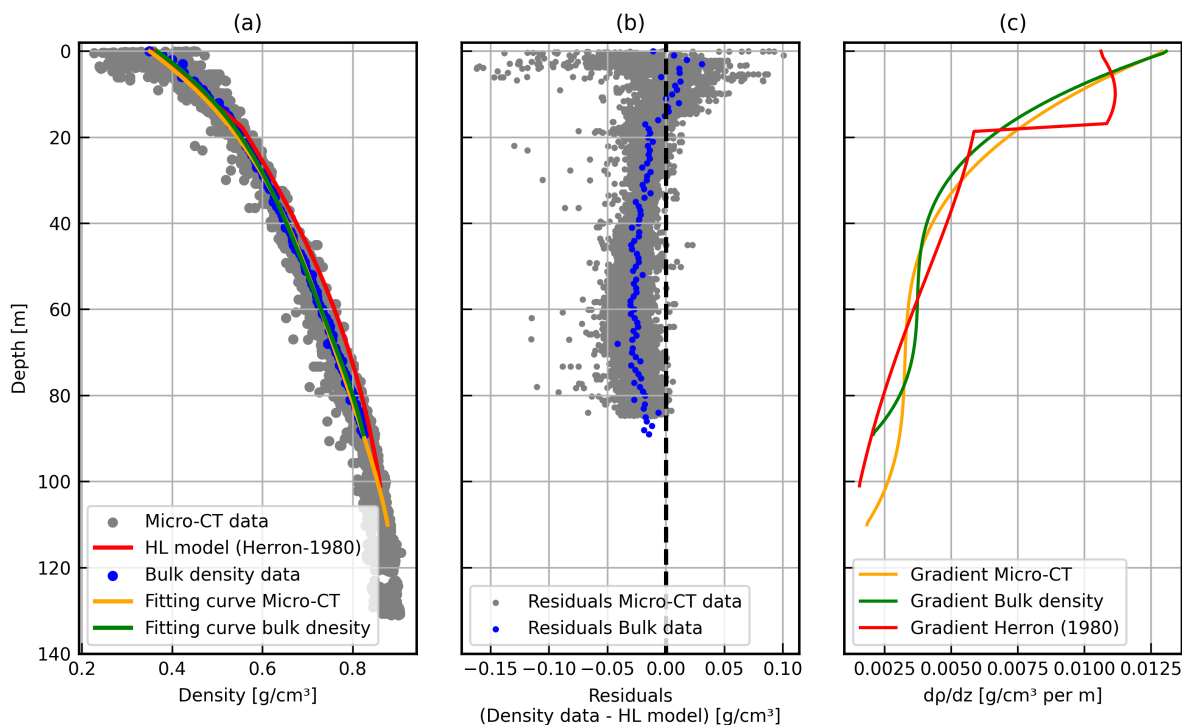 (a)
(b)
(c)
Depth [m]
0
20
40
60
80
100
120
140
Micro-CT data
HL model (Herron-1980)
Bulk density data
Fitting curve Micro-CT
Fitting curve bulk dnesity
0.2 0.4 0.6 0.8
Density [g/cm³]
Residuals Micro-CT data
Residuals Bulk data
−0.15 −0.10 −0.05 0.00 0.05 0.10
Residuals
(Density data - HL model) [g/cm³]
Gradient Micro-CT
Gradient Bulk density
Gradient Herron (1980)
0.0025 0.0050 0.0075 0.0100 0.0125
dρ/dz [g/cm³ per m]